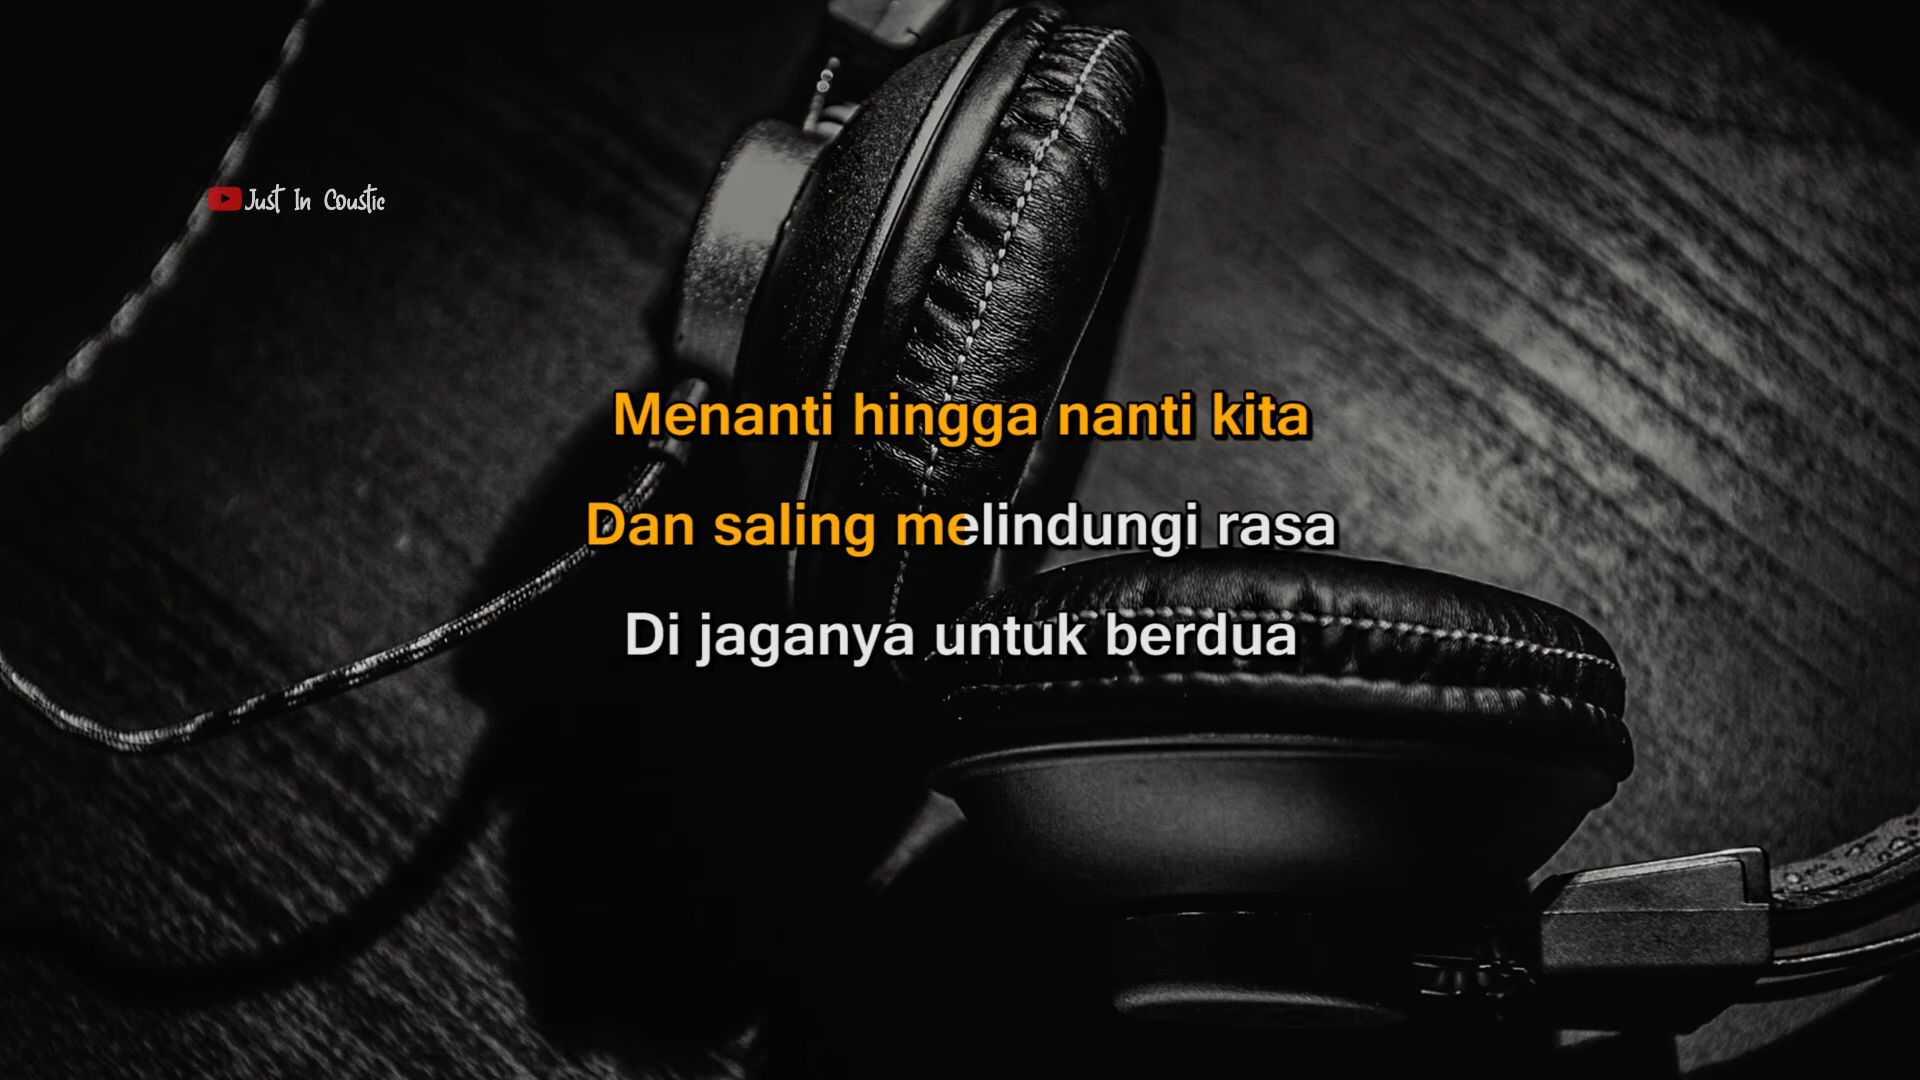 Just In Coustic
Menanti hingga nanti kita
Dan saling melindungi rasa
Di jaganya untuk berdua